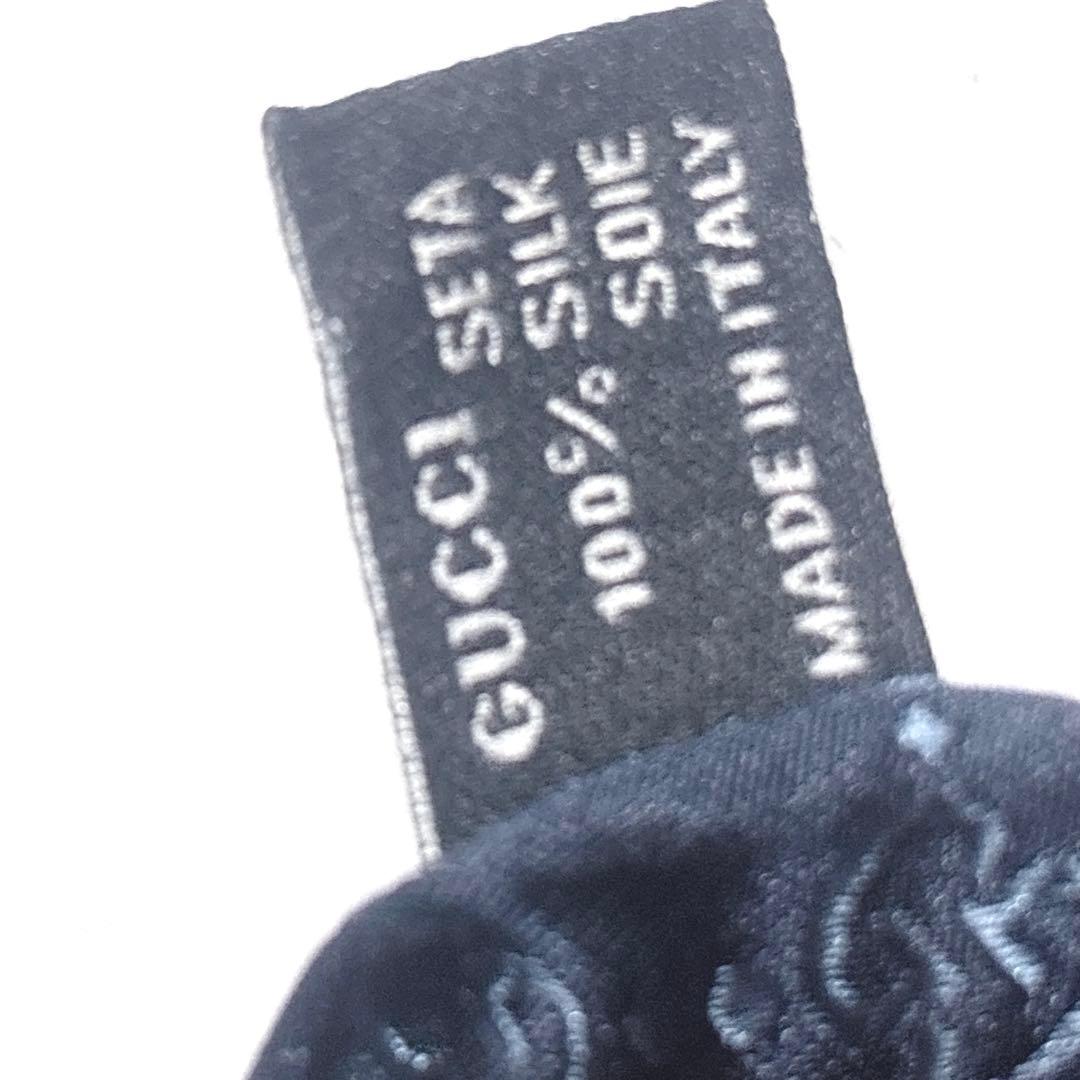 GUCCI SETA
SILK
100% SOIE
MADE IN ITALY